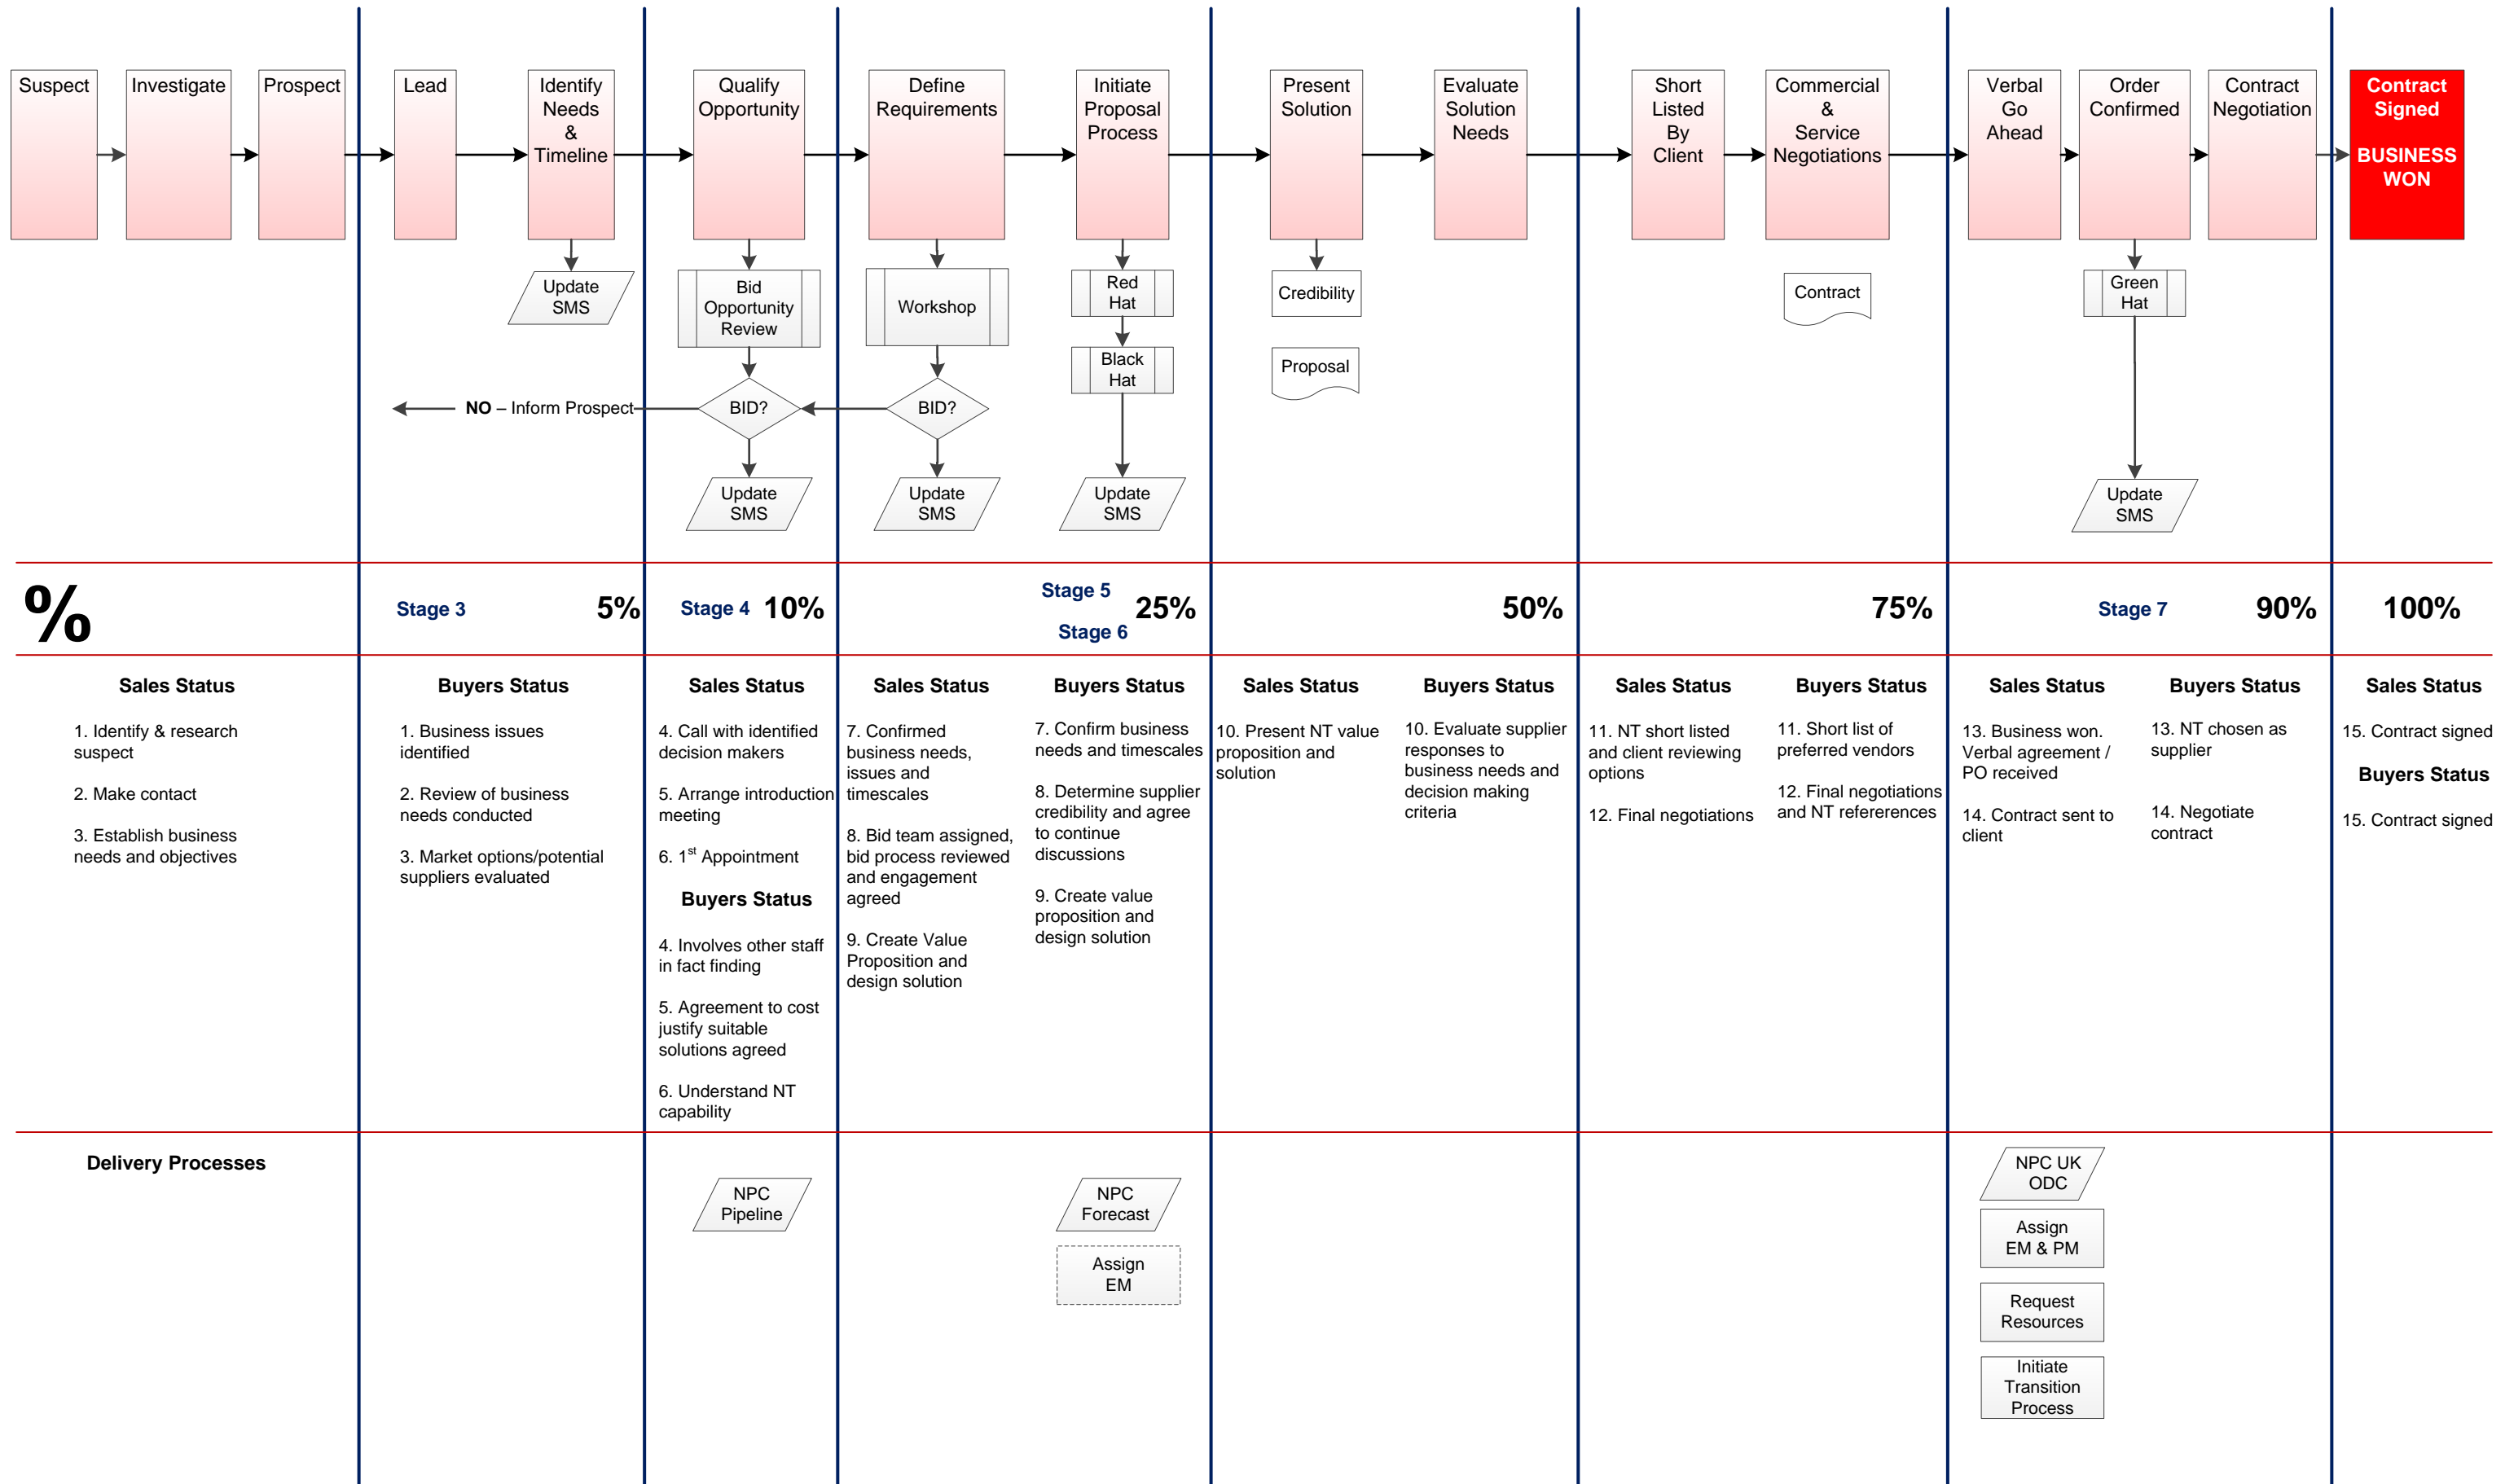 Suspect
Investigate
Prospect
Lead
Identify
Needs
&
Timeline
Qualify
Opportunity
Define
Requirements
Initiate
Proposal
Process
Present
Solution
Evaluate
Solution
Needs
Short
Listed
By
Client
Commercial
&
Service
Negotiations
Verbal
Go
Ahead
Order
Confirmed
Contract
Negotiation
Contract
Signed
BUSINESS
WON
Update
SMS
Bid
Opportunity
Review
Workshop
Red
Hat
Black
Hat
Credibility
Proposal
Contract
Green
Hat
NO – Inform Prospect
BID?
BID?
Update
SMS
Update
SMS
Update
SMS
Update
SMS
%
Stage 3
5%
Stage 4
10%
Stage 5
Stage 6
25%
50%
75%
Stage 7
90%
100%
Sales Status
1. Identify & research
suspect
2. Make contact
3. Establish business
needs and objectives
Buyers Status
1. Business issues
identified
2. Review of business
needs conducted
3. Market options/potential
suppliers evaluated
Sales Status
4. Call with identified
decision makers
5. Arrange introduction
meeting
6. 1st Appointment
Buyers Status
4. Involves other staff
in fact finding
5. Agreement to cost
justify suitable
solutions agreed
6. Understand NT
capability
Sales Status
7. Confirmed
business needs,
issues and
timescales
8. Bid team assigned,
bid process reviewed
and engagement
agreed
9. Create Value
Proposition and
design solution
Buyers Status
7. Confirm business
needs and timescales
8. Determine supplier
credibility and agree
to continue
discussions
9. Create value
proposition and
design solution
Sales Status
10. Present NT value
proposition and
solution
Buyers Status
10. Evaluate supplier
responses to
business needs and
decision making
criteria
Sales Status
11. NT short listed
and client reviewing
options
12. Final negotiations
Buyers Status
11. Short list of
preferred vendors
12. Final negotiations
and NT refererences
Sales Status
13. Business won.
Verbal agreement /
PO received
14. Contract sent to
client
Buyers Status
13. NT chosen as
supplier
14. Negotiate
contract
Sales Status
15. Contract signed
Buyers Status
15. Contract signed
Delivery Processes
NPC
Pipeline
NPC
Forecast
Assign
EM
NPC UK
ODC
Assign
EM & PM
Request
Resources
Initiate
Transition
Process